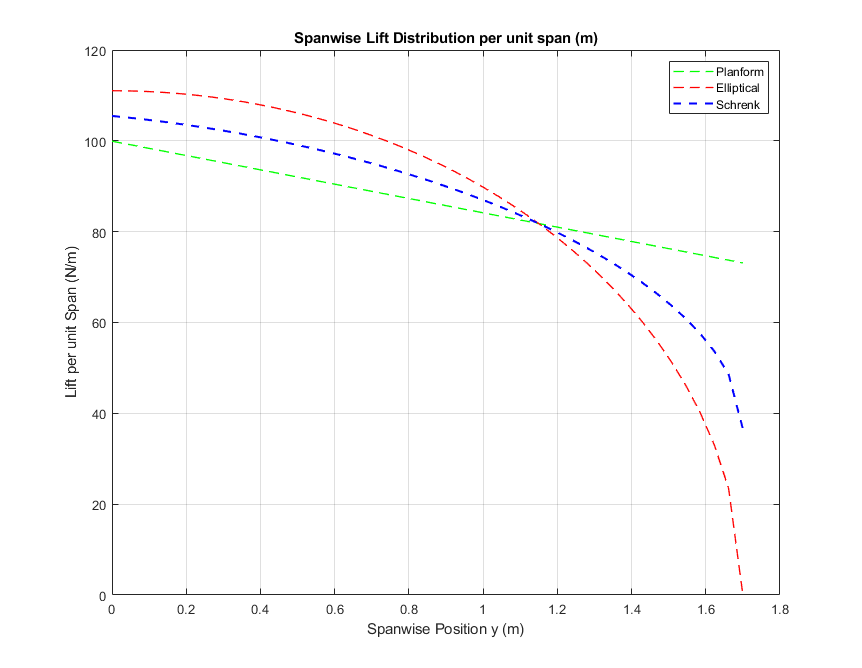 Spanwise Lift Distribution per unit span (m)
120
100
80
60
40
20
0
Lift per unit Span (N/m)
Planform
Elliptical
Schrenk
0 0.2 0.4 0.6 0.8 1 1.2 1.4 1.6 1.8
Spanwise Position y (m)